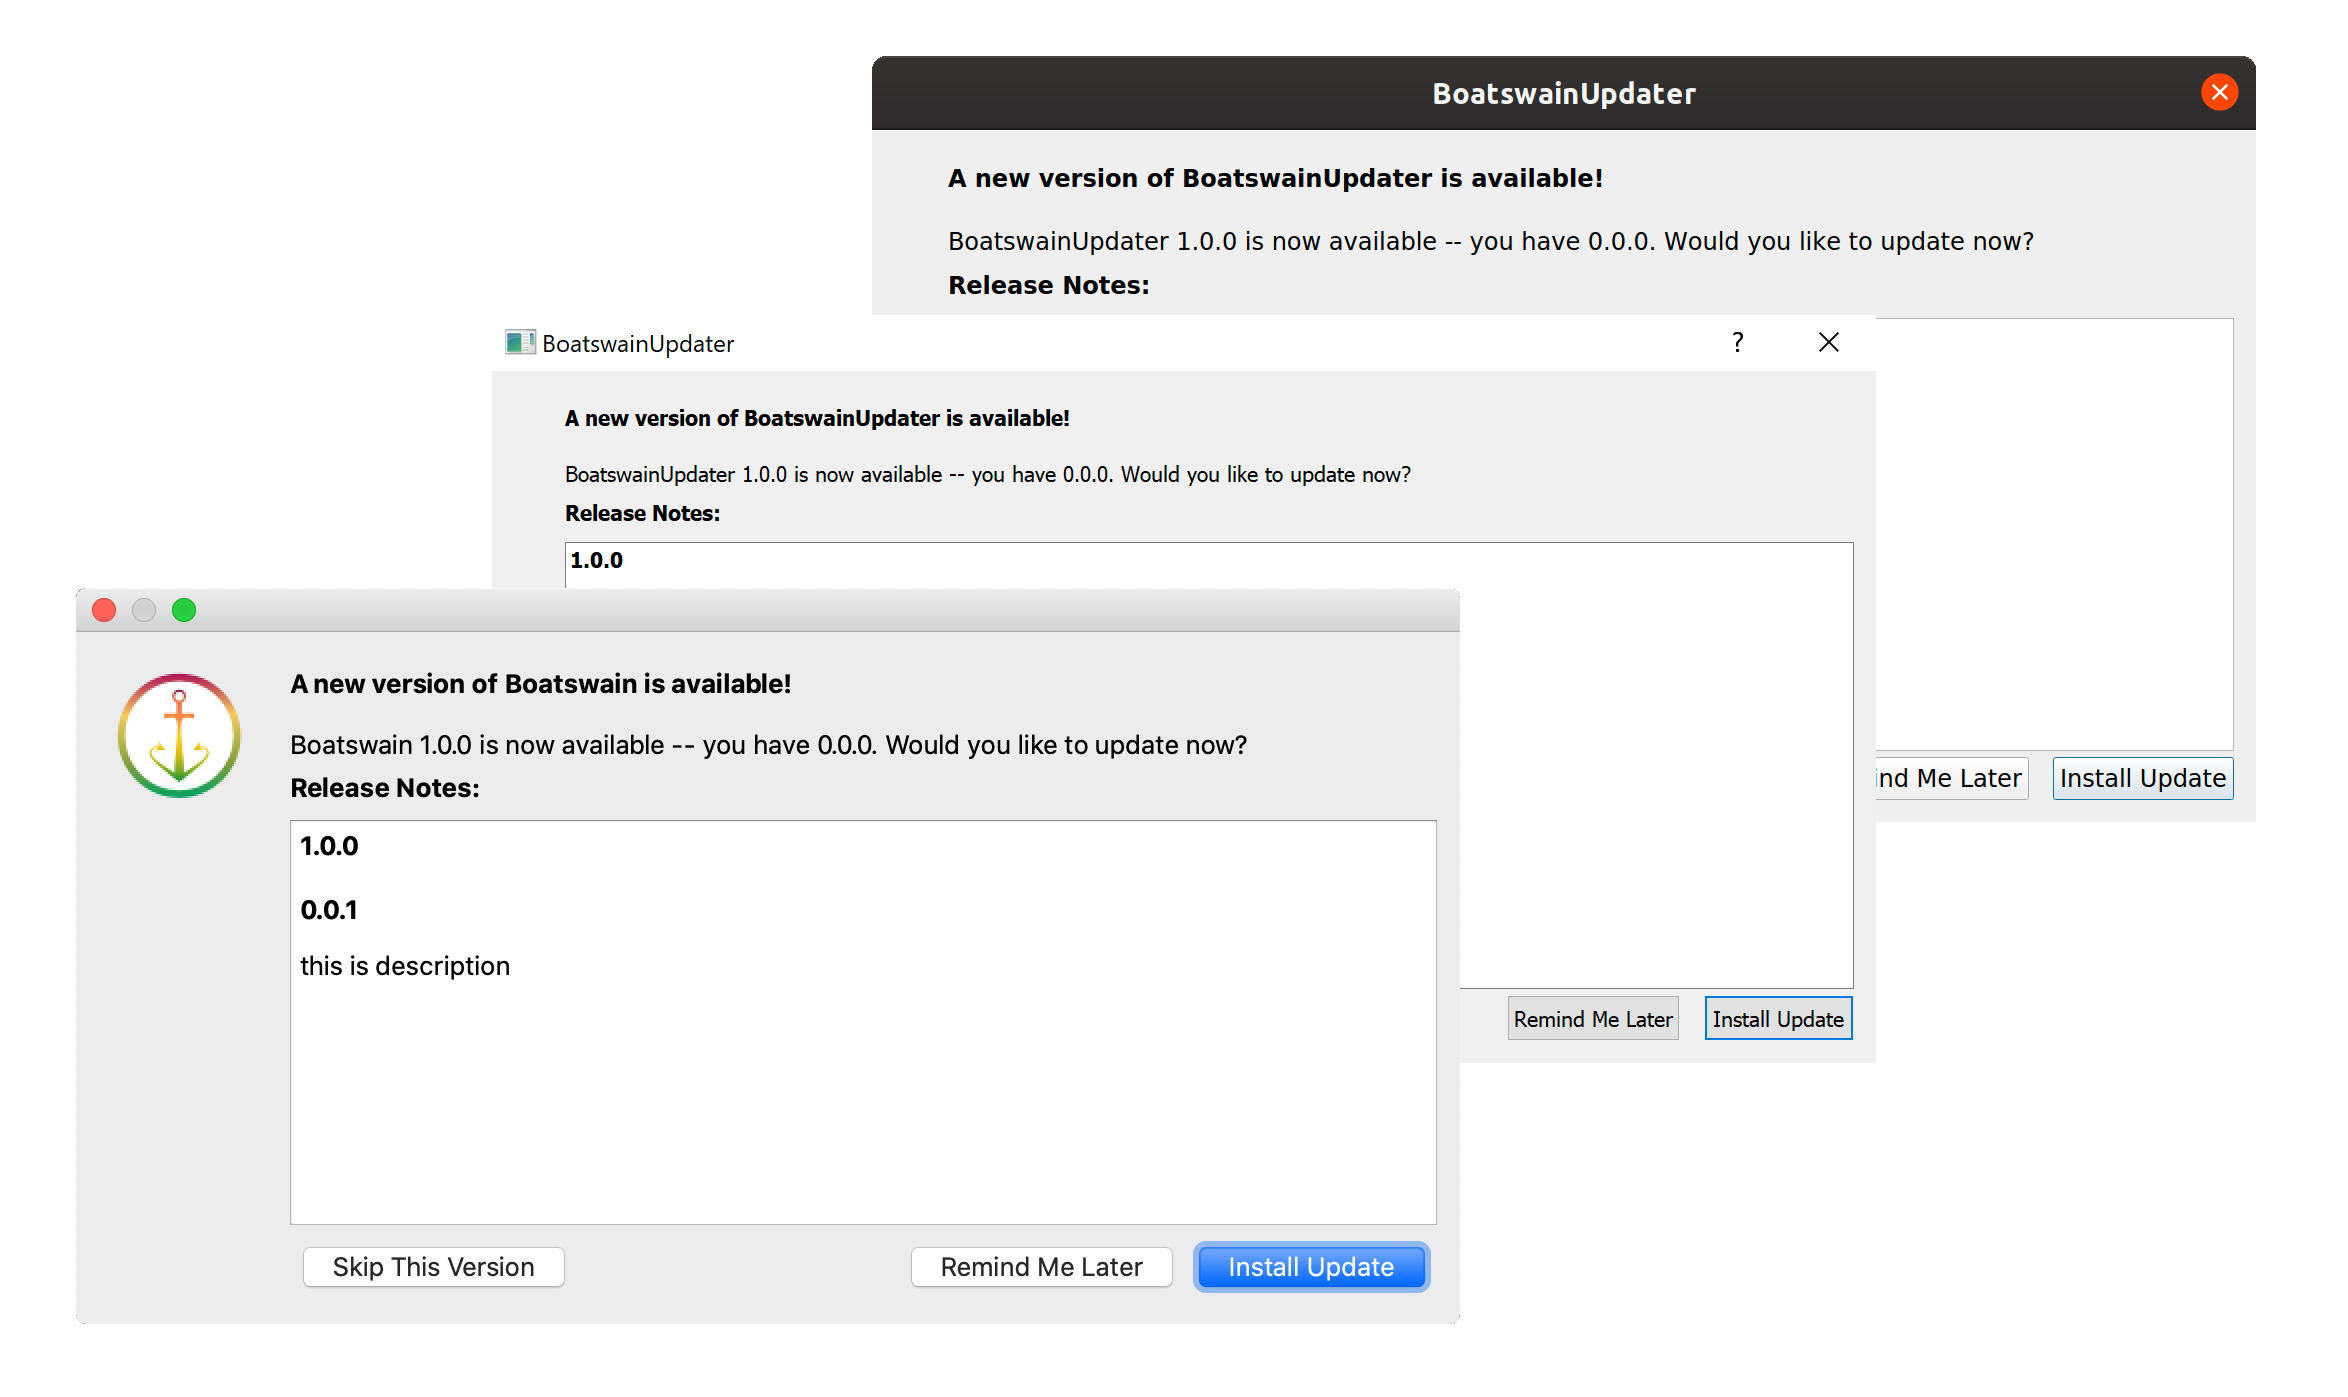 BoatswainUpdater
A new version of BoatswainUpdater is available!
BoatswainUpdater 1.0.0 is now available -- you have 0.0.0. Would you like to update now?
Release Notes:
Me Later
Install Update
BoatswainUpdater
?
A new version of BoatswainUpdater is available!
BoatswainUpdater 1.0.0 is now available -- you have 0.0.0. Would you like to update now?
Release Notes:
1.0.0
Remind Me Later
Install Update
A new version of Boatswain is available!
Boatswain 1.0.0 is now available -- you have 0.0.0. Would you like to update now?
Release Notes:
1.0.0
0.0.1
this is description
Skip This Version
Remind Me Later
Install Update